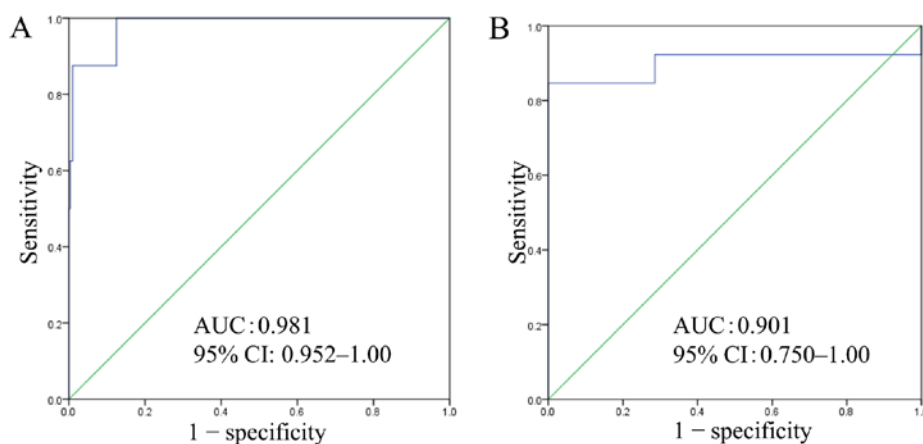 A
Sensitivity
1.0
0.8
0.6
0.4
0.2
0.0
AUC: 0.981
95% CI: 0.952–1.00
0.0 0.2 0.4 0.6 0.8 1.0
1 − specificity
B
Sensitivity
1.0
0.8
0.6
0.4
0.2
0.0
AUC: 0.901
95% CI: 0.750–1.00
0.0 0.2 0.4 0.6 0.8 1.0
1 − specificity